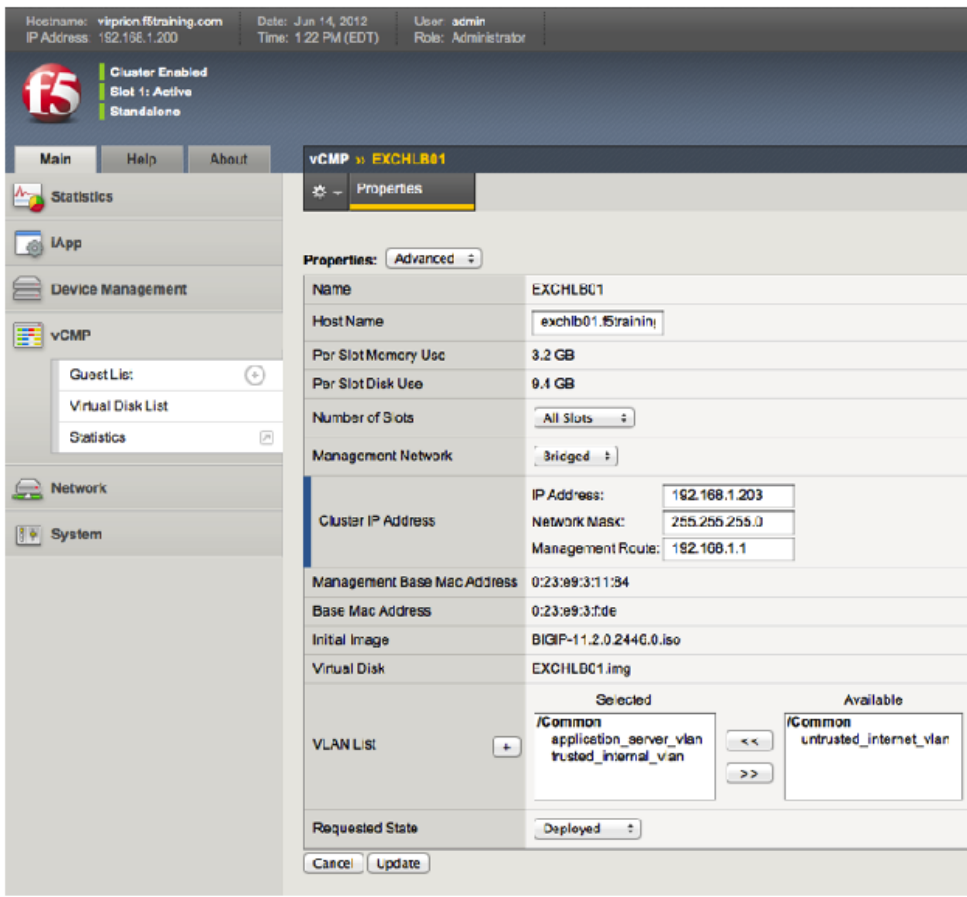 Hostname: viprion.f5training.com Date: Jun 14, 2012 User: admin
IP Address: 192.168.1.200 Time: 1:22 PM (EDT) Role: Administrator
f5
Cluster Enabled
Slot 1: Active
Standalone
Main Help About
Statistics
iApp
Device Management
vCMP
Guest List
Virtual Disk List
Statistics
Network
System
vCMP » EXCHLB01
Properties
Properties: Advanced
Name EXCHLB01
Host Name exchlb01.f5training
Per Slot Memory Use 3.2 GB
Per Slot Disk Use 9.4 GB
Number of Slots All Slots
Management Network Bridged
Cluster IP Address
IP Address: 192.168.1.203
Network Mask: 255.255.255.0
Management Route: 192.168.1.1
Management Base Mac Address 0:23:e9:3:11:84
Base Mac Address 0:23:e9:3:f:de
Initial Image BIGIP-11.2.0.2446.0.iso
Virtual Disk EXCHLB01.img
VLAN List +
Selected
/Common
application_server_vlan
trusted_internal_vlan
<<
>>
Available
/Common
untrusted_internet_vlan
Requested State Deployed
Cancel Update